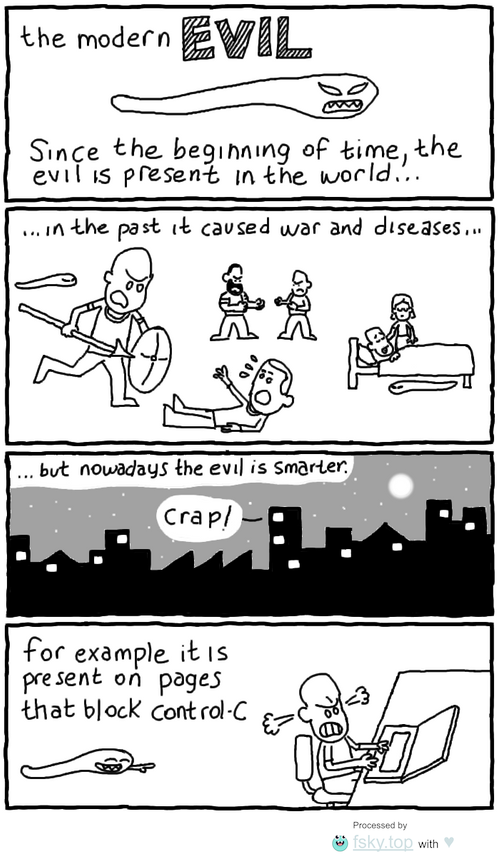 the modern EVIL
Since the beginning of time, the
evil is present in the world...
...in the past it caused war and diseases...
...but nowadays the evil is smarter.
Crap!
for example it is
present on pages
that block control-C
Processed by
fsky.top with ♥